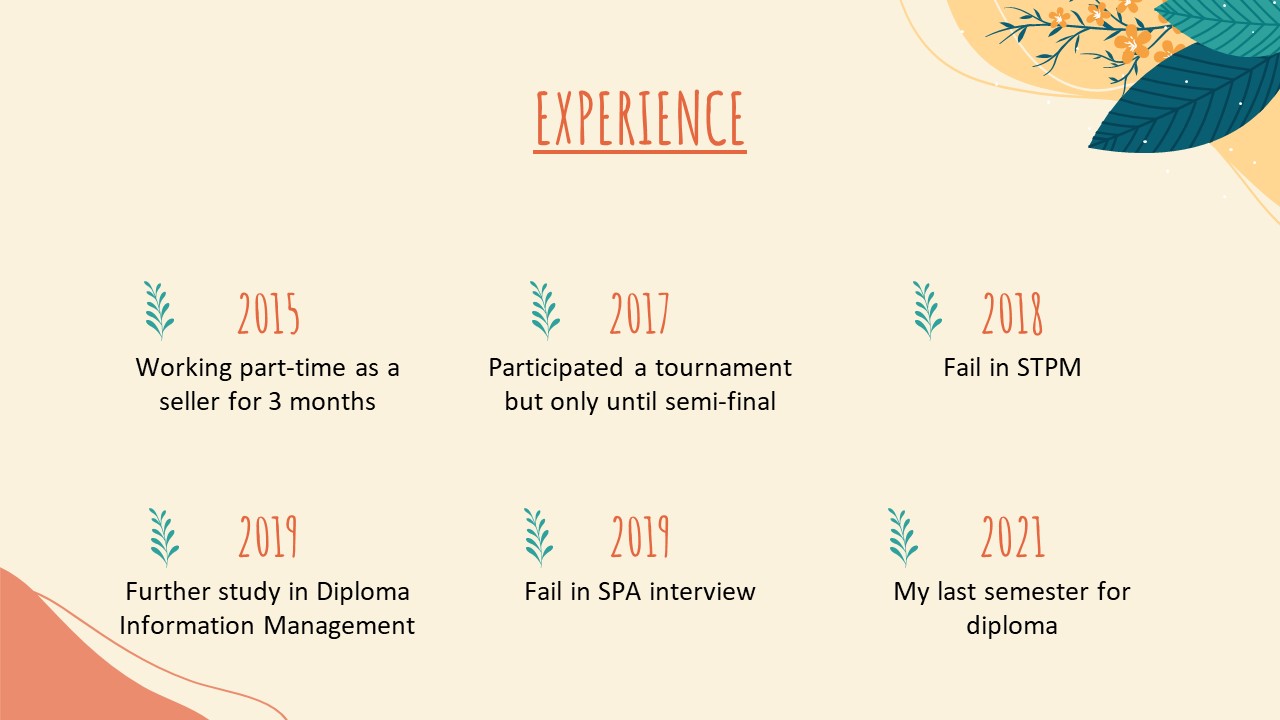 EXPERIENCE
2015
Working part-time as a
seller for 3 months
2017
Participated a tournament
but only until semi-final
2018
Fail in STPM
2019
Further study in Diploma
Information Management
2019
Fail in SPA interview
2021
My last semester for
diploma